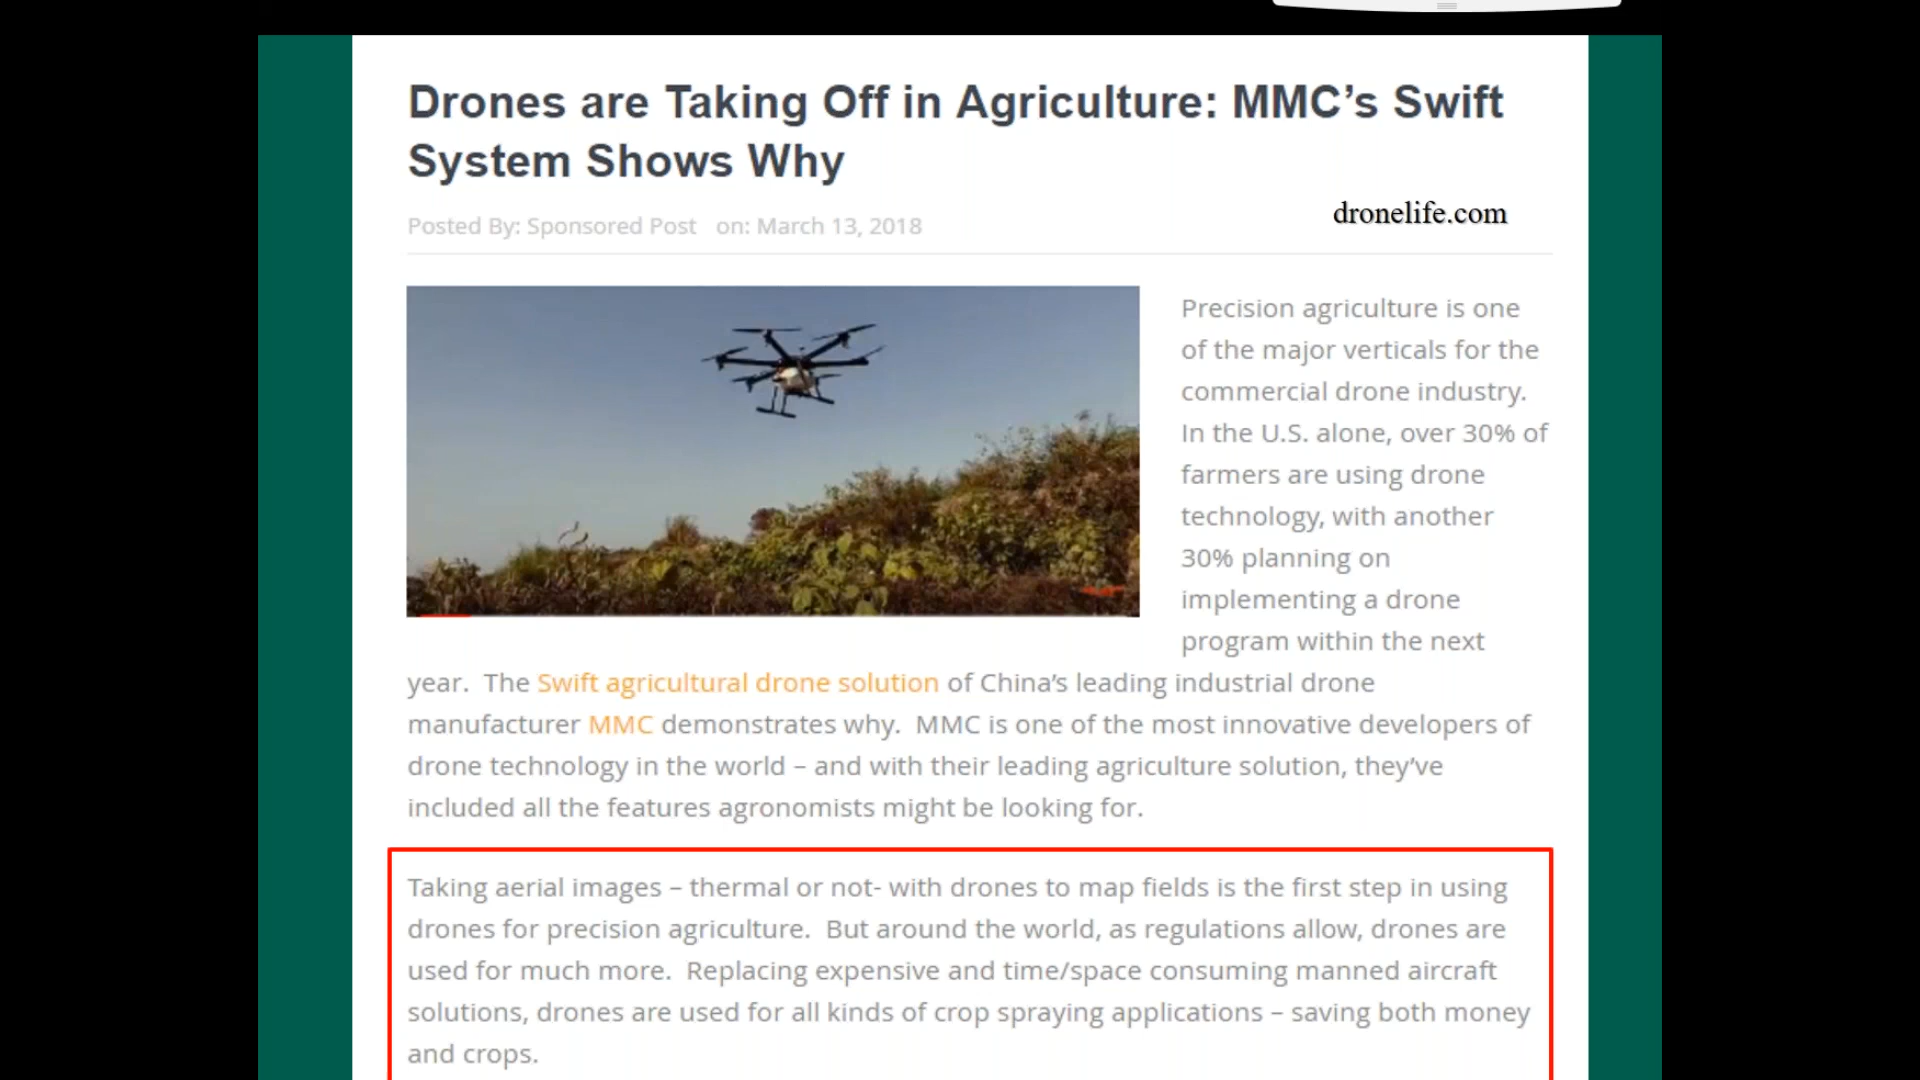 Drones are Taking Off in Agriculture: MMC’s Swift
System Shows Why
Posted By: Sponsored Post on: March 13, 2018
dronelife.com
Precision agriculture is one
of the major verticals for the
commercial drone industry.
In the U.S. alone, over 30% of
farmers are using drone
technology, with another
30% planning on
implementing a drone
program within the next
year. The Swift agricultural drone solution of China’s leading industrial drone
manufacturer MMC demonstrates why. MMC is one of the most innovative developers of
drone technology in the world – and with their leading agriculture solution, they’ve
included all the features agronomists might be looking for.
Taking aerial images – thermal or not- with drones to map fields is the first step in using
drones for precision agriculture. But around the world, as regulations allow, drones are
used for much more. Replacing expensive and time/space consuming manned aircraft
solutions, drones are used for all kinds of crop spraying applications – saving both money
and crops.